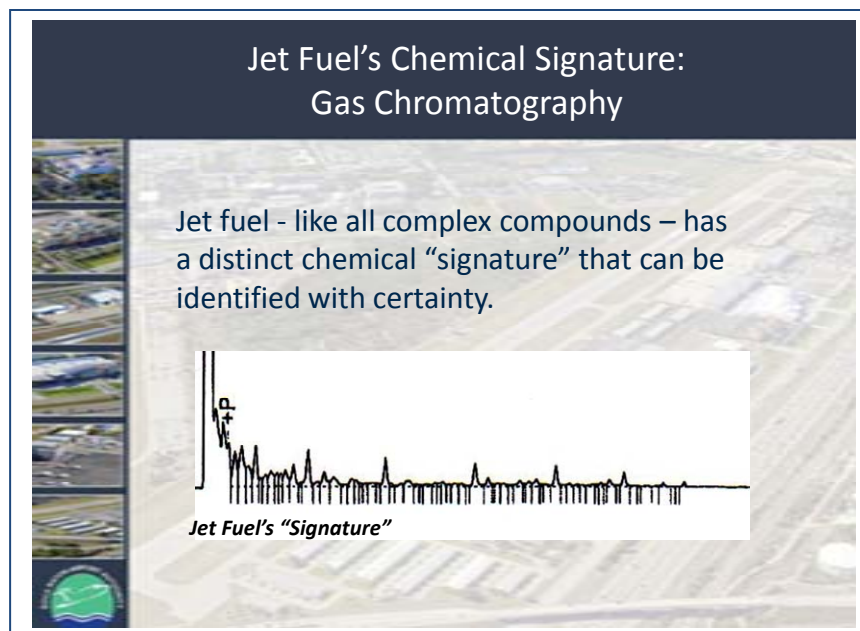 Jet Fuel’s Chemical Signature:
Gas Chromatography
Jet fuel - like all complex compounds – has
a distinct chemical “signature” that can be
identified with certainty.
+P
Jet Fuel’s “Signature”